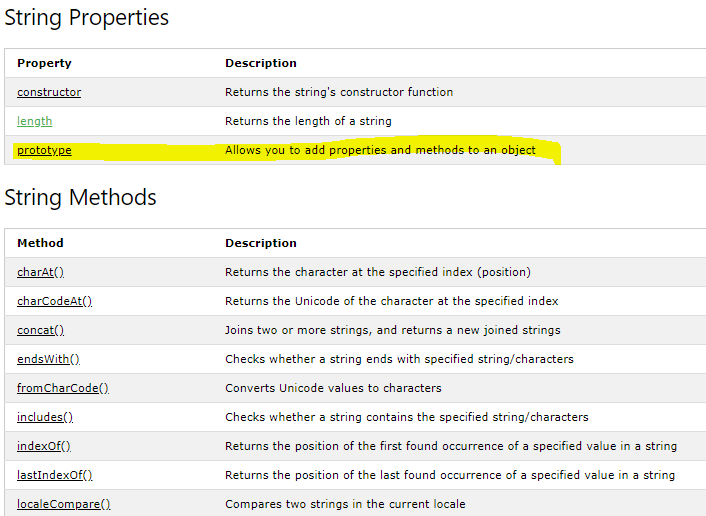 String Properties
Property Description
constructor Returns the string's constructor function
length Returns the length of a string
prototype Allows you to add properties and methods to an object
String Methods
Method Description
charAt() Returns the character at the specified index (position)
charCodeAt() Returns the Unicode of the character at the specified index
concat() Joins two or more strings, and returns a new joined strings
endsWith() Checks whether a string ends with specified string/characters
fromCharCode() Converts Unicode values to characters
includes() Checks whether a string contains the specified string/characters
indexOf() Returns the position of the first found occurrence of a specified value in a string
lastIndexOf() Returns the position of the last found occurrence of a specified value in a string
localeCompare() Compares two strings in the current locale